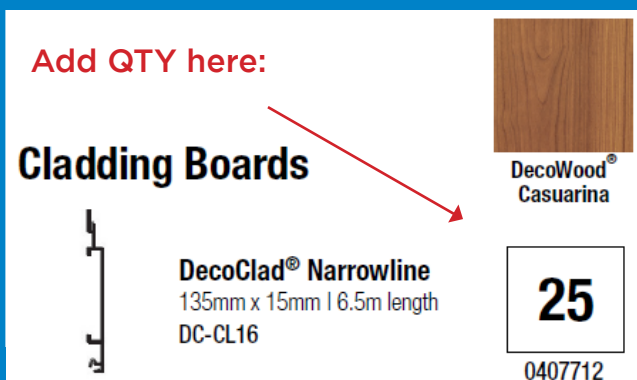 Add QTY here:
DecoWood®
Casuarina
Cladding Boards
DecoClad® Narrowline
135mm x 15mm I 6.5m length
DC-CL16
25
0407712